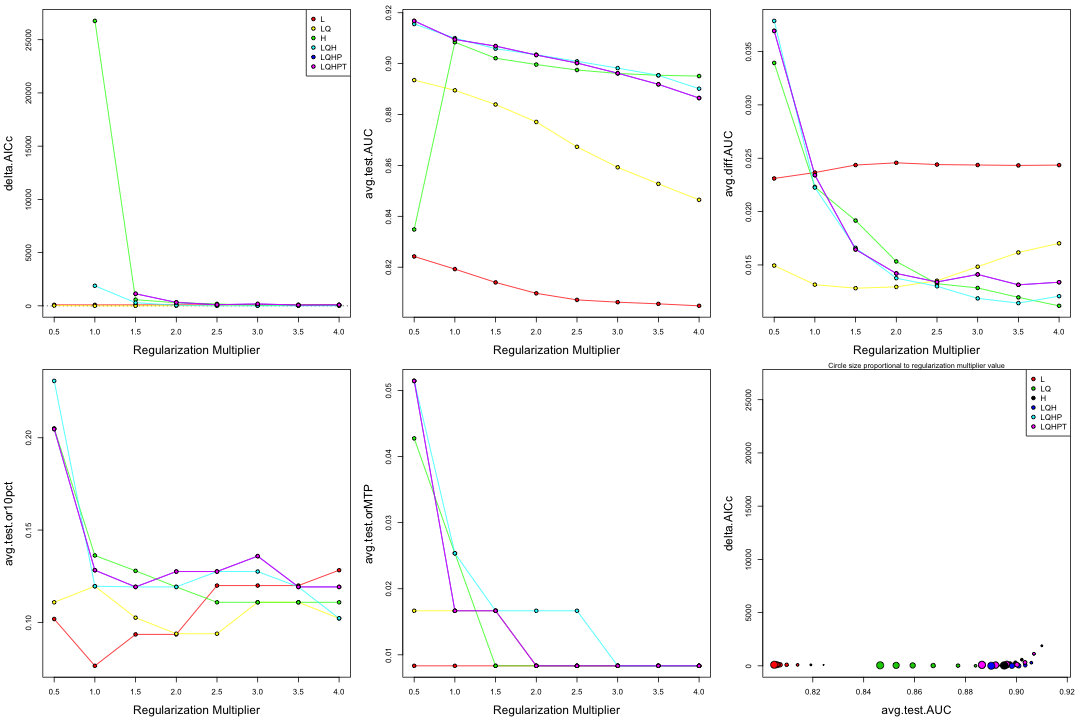 L
LQ
H
LQH
LQHP
LQHPT
delta.AICc
0
5000
10000
15000
20000
25000
0.5 1.0 1.5 2.0 2.5 3.0 3.5 4.0
Regularization Multiplier
avg.test.AUC
0.82
0.84
0.86
0.88
0.90
0.92
0.5 1.0 1.5 2.0 2.5 3.0 3.5 4.0
Regularization Multiplier
avg.diff.AUC
0.015
0.020
0.025
0.030
0.035
0.5 1.0 1.5 2.0 2.5 3.0 3.5 4.0
Regularization Multiplier
avg.test.or10pct
0.10
0.15
0.20
0.5 1.0 1.5 2.0 2.5 3.0 3.5 4.0
Regularization Multiplier
avg.test.orMTP
0.01
0.02
0.03
0.04
0.05
0.5 1.0 1.5 2.0 2.5 3.0 3.5 4.0
Regularization Multiplier
Circle size proportional to regularization multiplier value
L
LQ
H
LQH
LQHP
LQHPT
delta.AICc
0
5000
10000
15000
20000
25000
0.82 0.84 0.86 0.88 0.90 0.92
avg.test.AUC